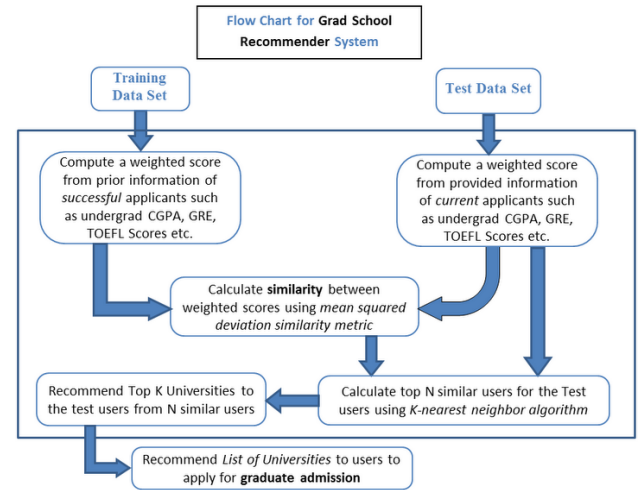 Flow Chart for Grad School
Recommender System
Training
Data Set
Test Data Set
Compute a weighted score
from prior information of
successful applicants such
as undergrad CGPA, GRE,
TOEFL Scores etc.
Compute a weighted score
from provided information
of current applicants such
as undergrad CGPA, GRE,
TOEFL Scores etc.
Calculate similarity between
weighted scores using mean squared
deviation similarity metric
Recommend Top K Universities to
the test users from N similar users
Calculate top N similar users for the Test
users using K-nearest neighbor algorithm
Recommend List of Universities to users to
apply for graduate admission